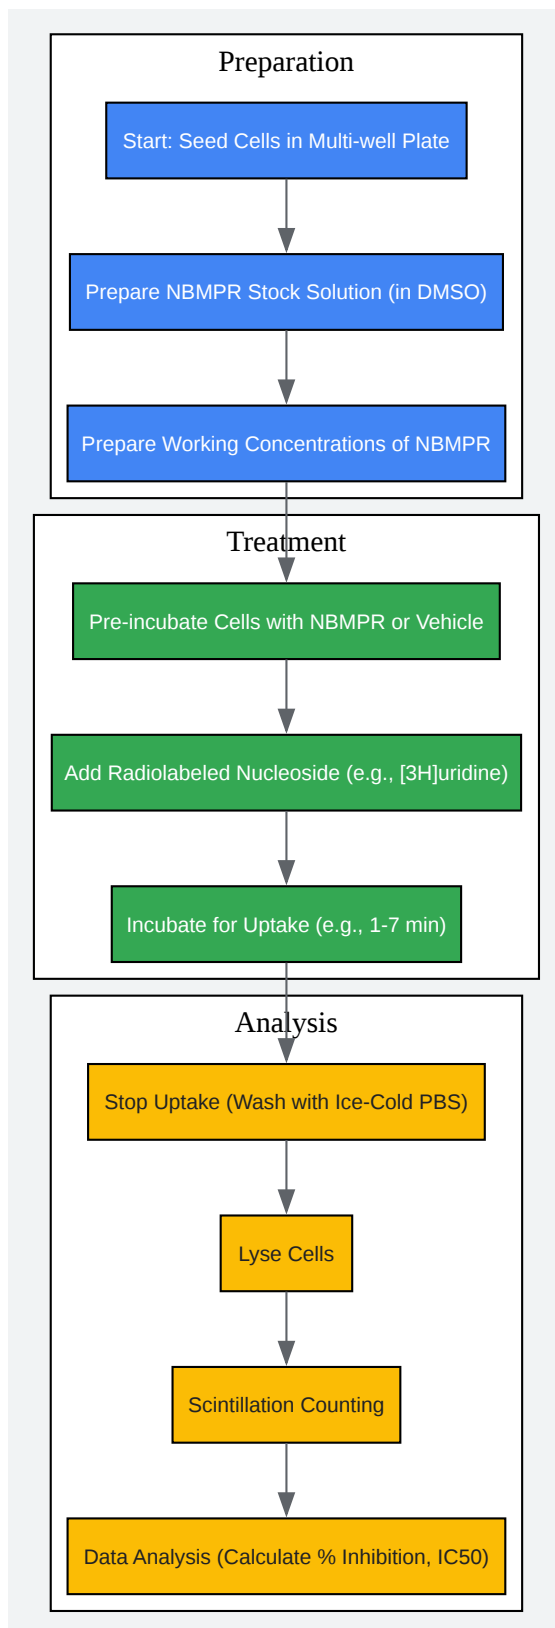 Preparation
Start: Seed Cells in Multi-well Plate
Prepare NBMPR Stock Solution (in DMSO)
Prepare Working Concentrations of NBMPR
Treatment
Pre-incubate Cells with NBMPR or Vehicle
Add Radiolabeled Nucleoside (e.g., [3H]uridine)
Incubate for Uptake (e.g., 1-7 min)
Analysis
Stop Uptake (Wash with Ice-Cold PBS)
Lyse Cells
Scintillation Counting
Data Analysis (Calculate % Inhibition, IC50)